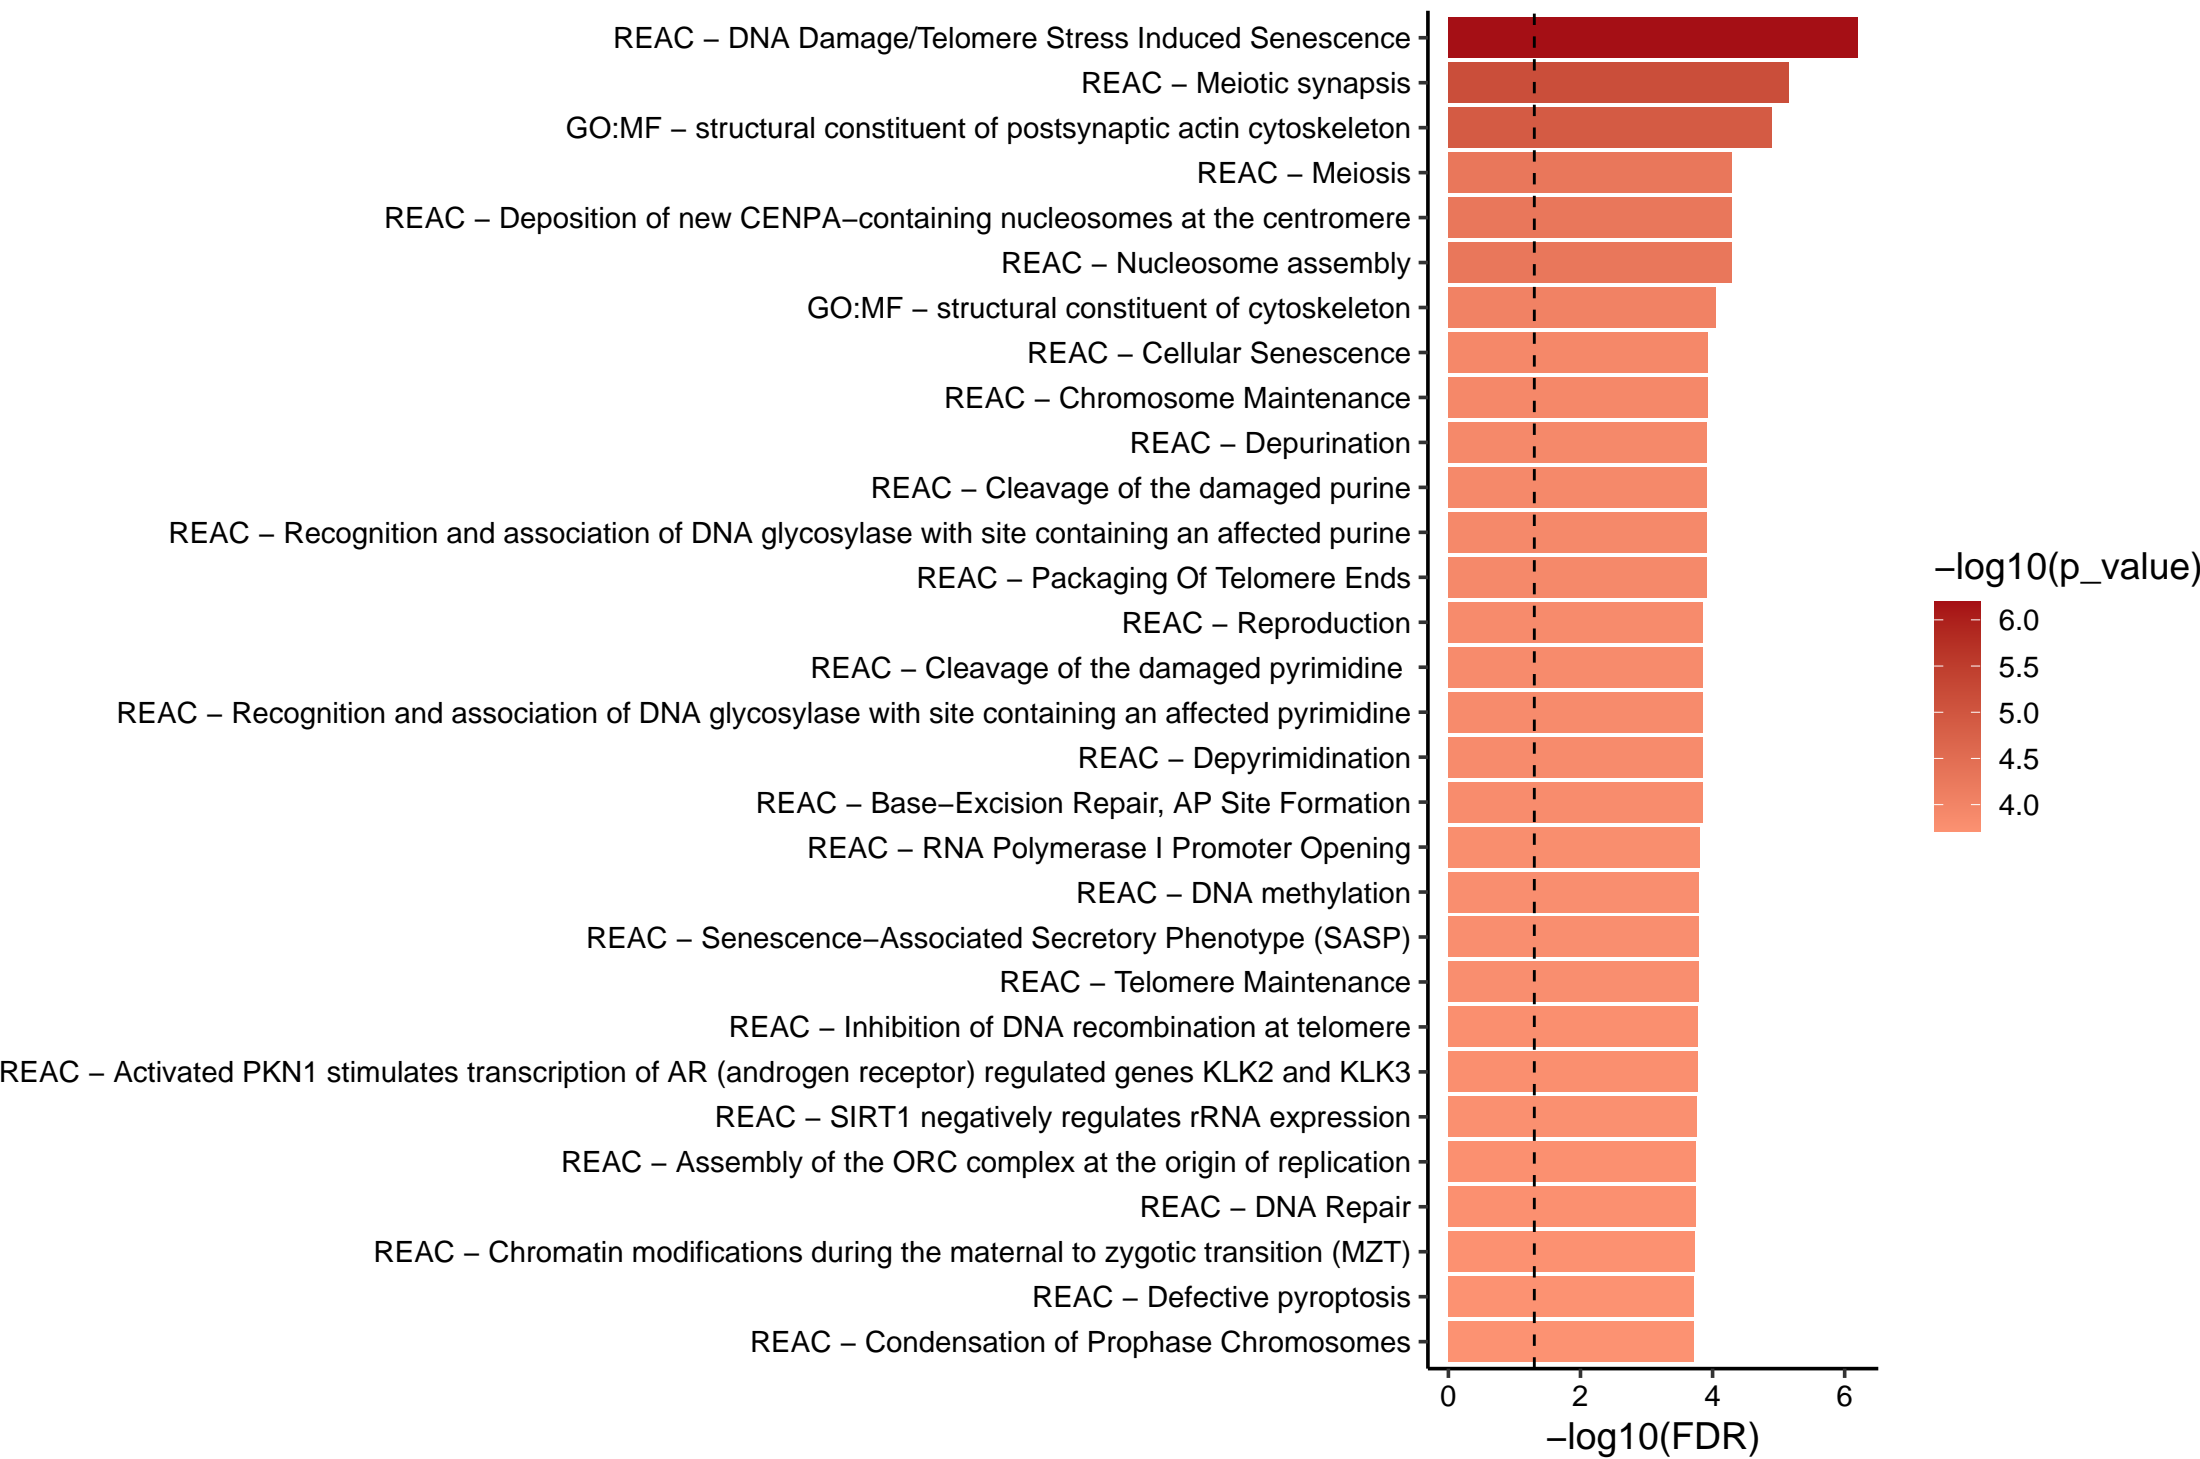 REAC – DNA Damage/Telomere Stress Induced Senescence
REAC – Meiotic synapsis
GO:MF – structural constituent of postsynaptic actin cytoskeleton
REAC – Meiosis
REAC – Deposition of new CENPA–containing nucleosomes at the centromere
REAC – Nucleosome assembly
GO:MF – structural constituent of cytoskeleton
REAC – Cellular Senescence
REAC – Chromosome Maintenance
REAC – Depurination
REAC – Cleavage of the damaged purine
REAC – Recognition and association of DNA glycosylase with site containing an affected purine
REAC – Packaging Of Telomere Ends
REAC – Reproduction
REAC – Cleavage of the damaged pyrimidine
REAC – Recognition and association of DNA glycosylase with site containing an affected pyrimidine
REAC – Depyrimidination
REAC – Base–Excision Repair, AP Site Formation
REAC – RNA Polymerase I Promoter Opening
REAC – DNA methylation
REAC – Senescence–Associated Secretory Phenotype (SASP)
REAC – Telomere Maintenance
REAC – Inhibition of DNA recombination at telomere
REAC – Activated PKN1 stimulates transcription of AR (androgen receptor) regulated genes KLK2 and KLK3
REAC – SIRT1 negatively regulates rRNA expression
REAC – Assembly of the ORC complex at the origin of replication
REAC – DNA Repair
REAC – Chromatin modifications during the maternal to zygotic transition (MZT)
REAC – Defective pyroptosis
REAC – Condensation of Prophase Chromosomes
0 2 4 6
–log10(FDR)
–log10(p_value)
6.0
5.5
5.0
4.5
4.0